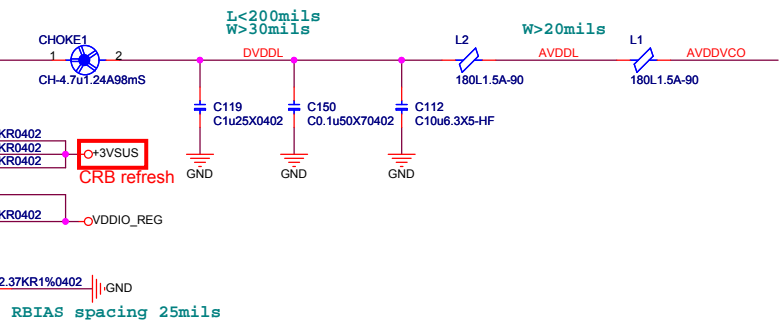 L<200mils
W>30mils
W>20mils
CHOKE1
L2
L1
1
2
DVDDL
AVDDL
AVDDVCO
CH-4.7u1.24A98mS
180L1.5A-90
180L1.5A-90
C119
C1u25X0402
C150
C0.1u50X70402
C112
C10u6.3X5-HF
GND
GND
GND
KR0402
KR0402
KR0402
+3VSUS
CRB refresh
KR0402
VDDIO_REG
2.37KR1%0402
GND
RBIAS spacing 25mils